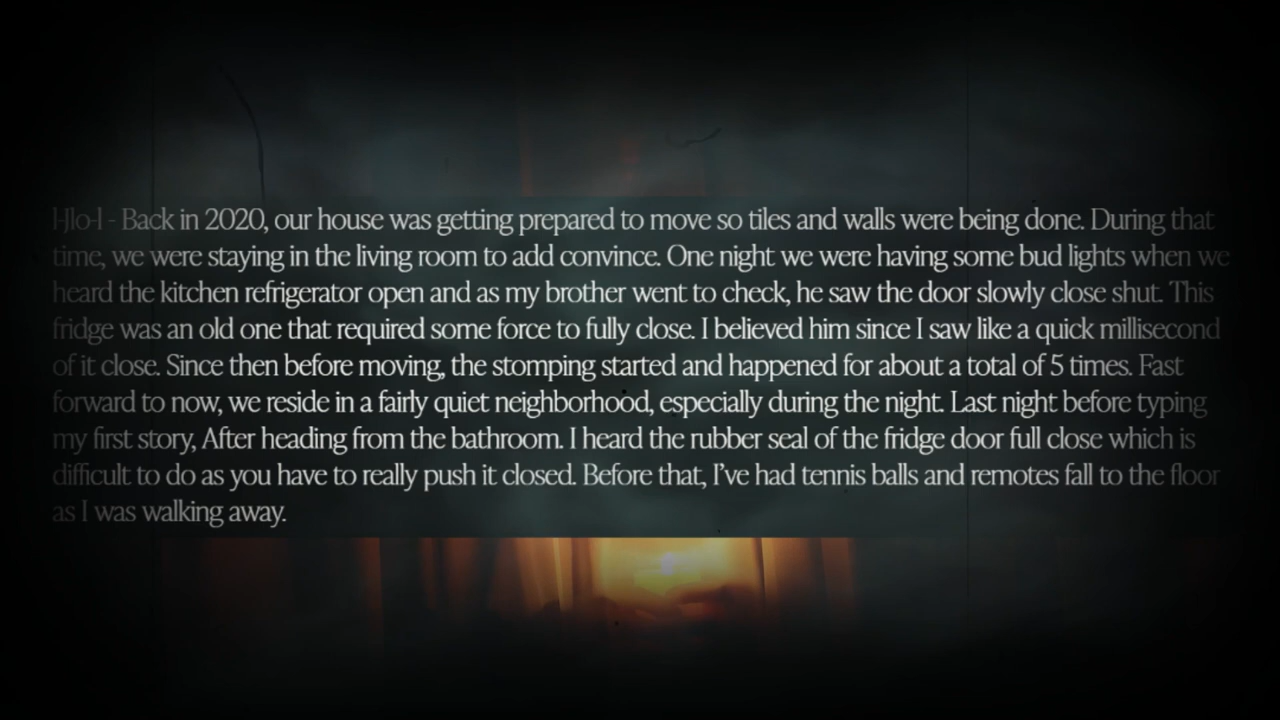 l-Jlo-l - Back in 2020, our house was getting prepared to move so tiles and walls were being done. During that
time, we were staying in the living room to add convince. One night we were having some bud lights when we
heard the kitchen refrigerator open and as my brother went to check, he saw the door slowly close shut. This
fridge was an old one that required some force to fully close. I believed him since I saw like a quick millisecond
of it close. Since then before moving, the stomping started and happened for about a total of 5 times. Fast
forward to now, we reside in a fairly quiet neighborhood, especially during the night. Last night before typing
my first story, After heading from the bathroom. I heard the rubber seal of the fridge door full close which is
difficult to do as you have to really push it closed. Before that, I've had tennis balls and remotes fall to the floor
as I was walking away.